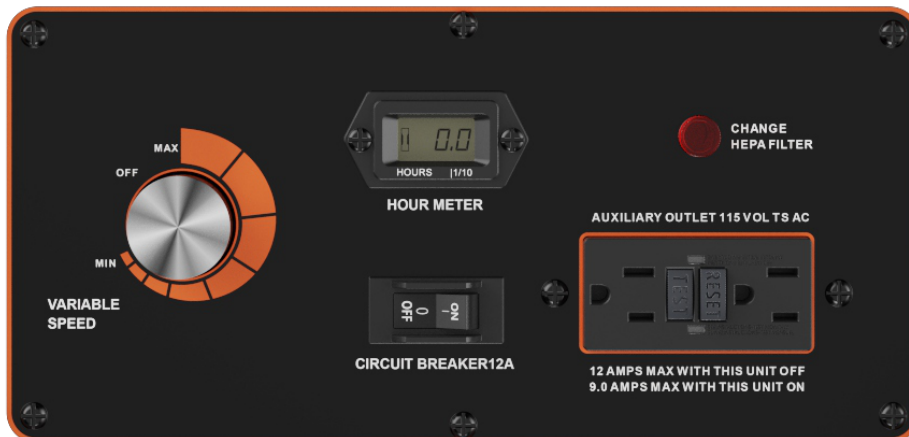 MAX
OFF
MIN
VARIABLE
SPEED
0.0
HOURS |1/10
HOUR METER
OFF
0
ON
CIRCUIT BREAKER12A
CHANGE
HEPA FILTER
AUXILIARY OUTLET 115 VOL TS AC
TEST
RESET
12 AMPS MAX WITH THIS UNIT OFF
9.0 AMPS MAX WITH THIS UNIT ON